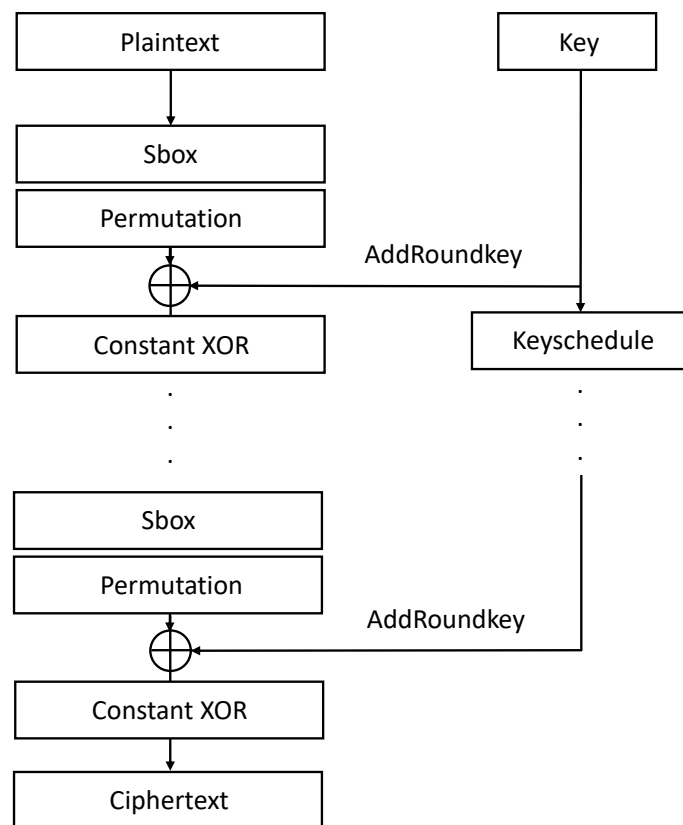 Plaintext
Key
Sbox
Permutation
AddRoundkey
Constant XOR
Keyschedule
.
.
.
.
.
.
Sbox
Permutation
AddRoundkey
Constant XOR
Ciphertext